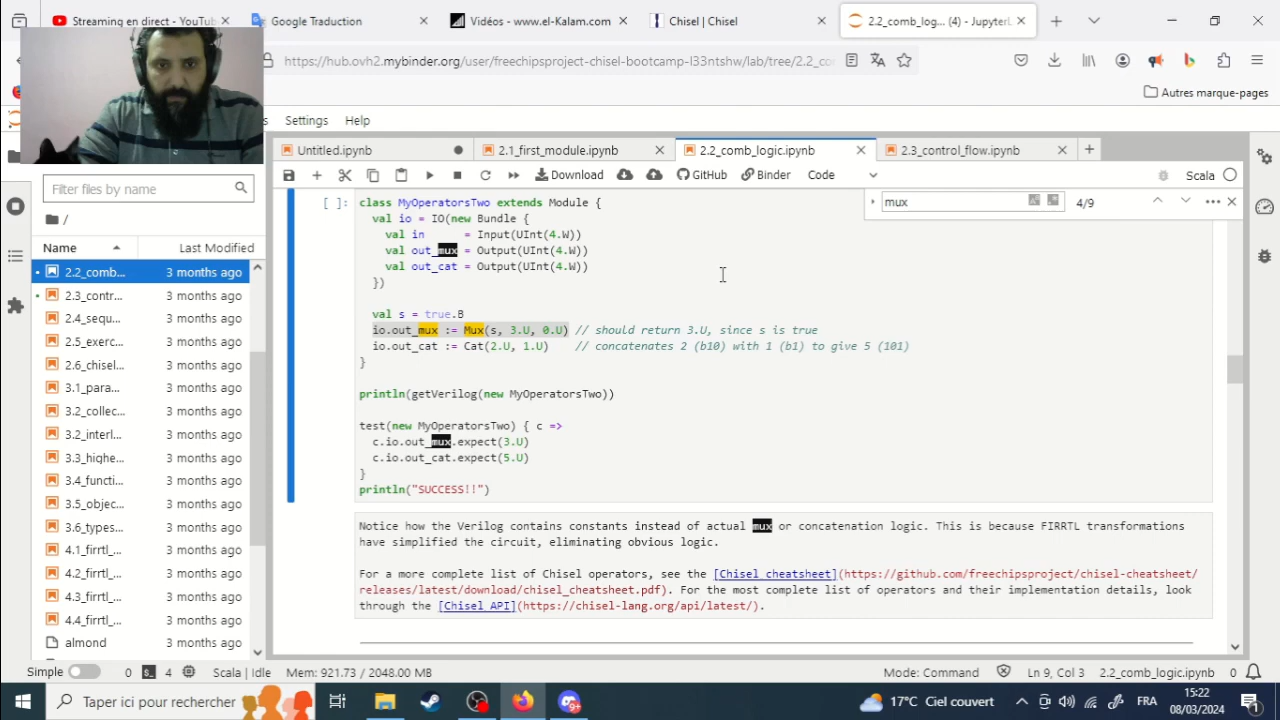 Streaming en direct - YouTub
Google Traduction
Vidéos - www.el-Kalam.com
Chisel | Chisel
2.2_comb_log... (4) - JupyterL
https://hub.ovh2.mybinder.org/user/freechipsproject-chisel-bootcamp-l33ntshw/lab/tree/2.2_co
Autres marque-pages
Settings
Help
Untitled.ipynb
2.1_first_module.ipynb
2.2_comb_logic.ipynb
2.3_control_flow.ipynb
Download
GitHub
Binder
Code
Scala
Filter files by name
/
Name
Last Modified
2.2_comb... 3 months ago
2.3_contr... 3 months ago
2.4_sequ... 3 months ago
2.5_exerc... 3 months ago
2.6_chisel... 3 months ago
3.1_para... 3 months ago
3.2_collec... 3 months ago
3.2_interl... 3 months ago
3.3_highe... 3 months ago
3.4_functi... 3 months ago
3.5_objec... 3 months ago
3.6_types... 3 months ago
4.1_firrtl_... 3 months ago
4.2_firrtl_... 3 months ago
4.3_firrtl_... 3 months ago
4.4_firrtl_... 3 months ago
almond 3 months ago
mux
4/9
[ ]:
class MyOperatorsTwo extends Module {
val io = IO(new Bundle {
val in = Input(UInt(4.W))
val out_mux = Output(UInt(4.W))
val out_cat = Output(UInt(4.W))
})
val s = true.B
io.out_mux := Mux(s, 3.U, 0.U) // should return 3.U, since s is true
io.out_cat := Cat(2.U, 1.U) // concatenates 2 (b10) with 1 (b1) to give 5 (101)
}
println(getVerilog(new MyOperatorsTwo))
test(new MyOperatorsTwo) { c =>
c.io.out_mux.expect(3.U)
c.io.out_cat.expect(5.U)
}
println("SUCCESS!!")
Notice how the Verilog contains constants instead of actual mux or concatenation logic. This is because FIRRTL transformations
have simplified the circuit, eliminating obvious logic.
For a more complete list of Chisel operators, see the [Chisel cheatsheet](https://github.com/freechipsproject/chisel-cheatsheet/
releases/latest/download/chisel_cheatsheet.pdf). For the most complete list of operators and their implementation details, look
through the [Chisel API](https://chisel-lang.org/api/latest/).
Simple
0
4
Scala | Idle
Mem: 921.73 / 2048.00 MB
Mode: Command
Ln 9, Col 3
2.2_comb_logic.ipynb
0
Taper ici pour rechercher
17°C Ciel couvert
FRA
15:22
08/03/2024
1